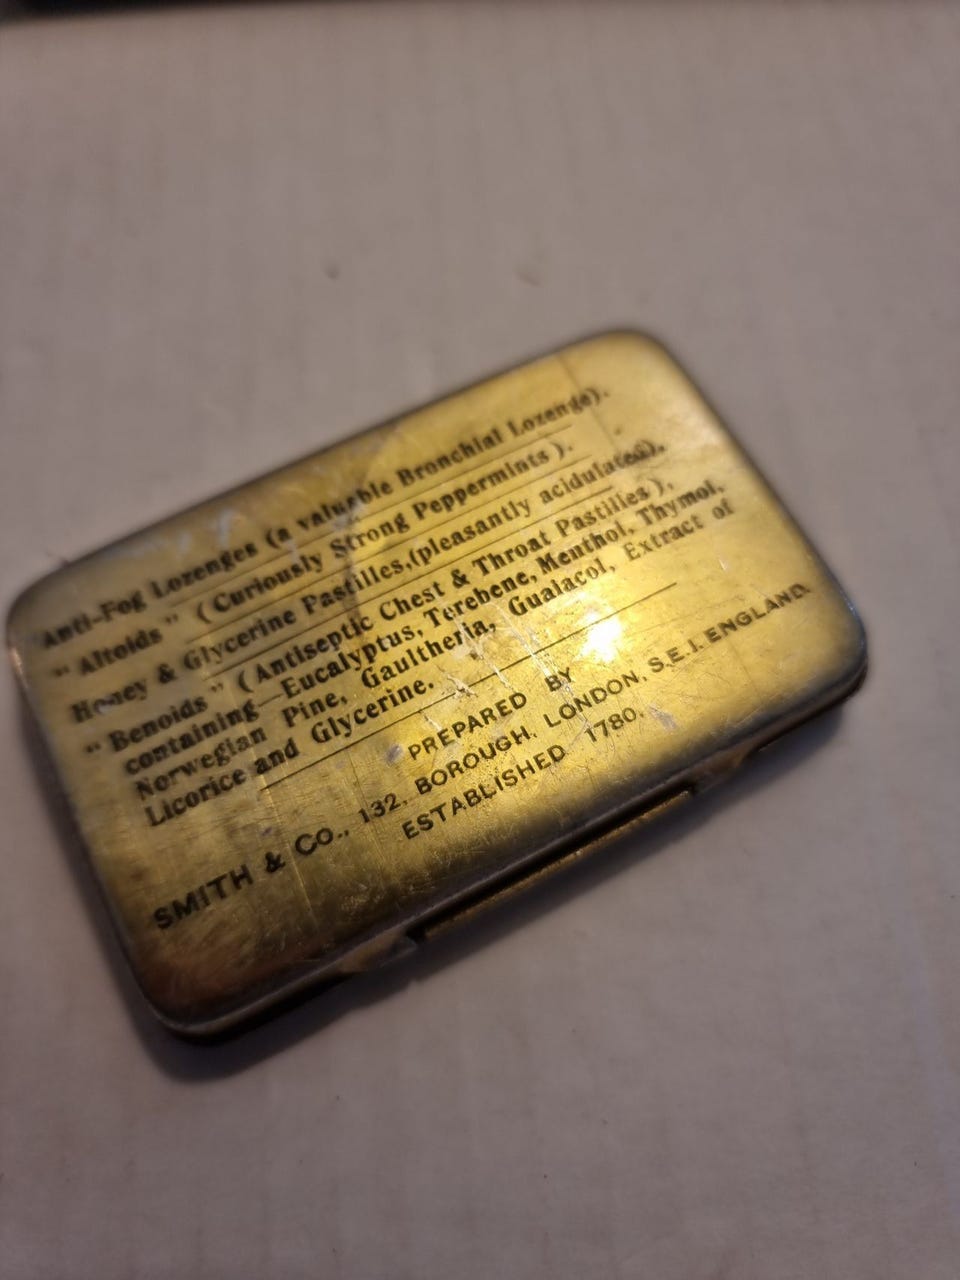 Anti-Fog Lozenges (a valuable Bronchial Lozenge).
"Altoids" (Curiously Strong Peppermints).
Honey & Glycerine Pastilles,(pleasantly acidulated).
"Benoids" (Antiseptic Chest & Throat Pastilles),
containing Eucalyptus, Terebene, Menthol, Thymol,
Norwegian Pine, Gaultheria, Guaiacol, Extract of
Licorice and Glycerine.
PREPARED BY
SMITH & CO., 132, BOROUGH, LONDON, S.E.1. ENGLAND.
ESTABLISHED 1780.